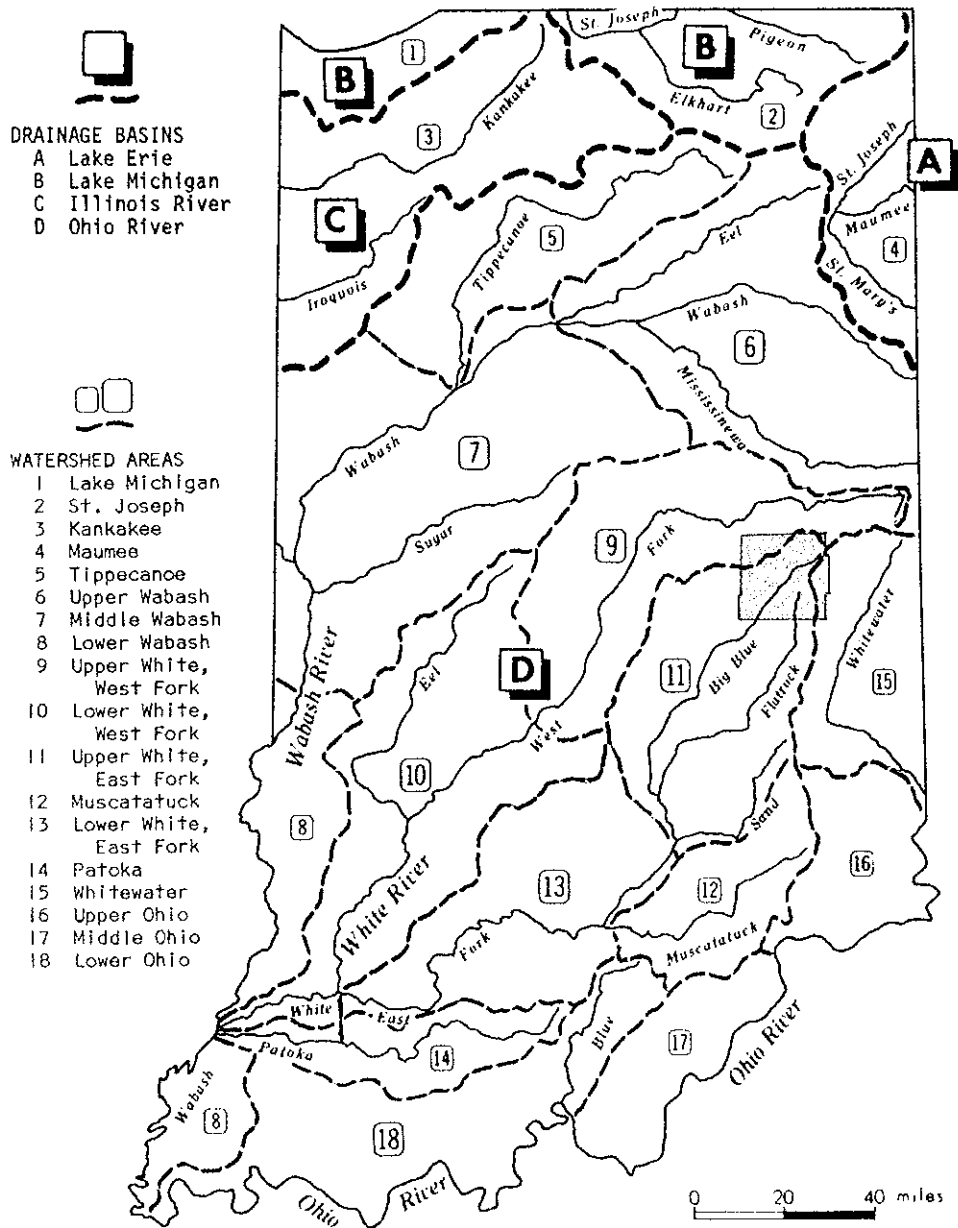 DRAINAGE BASINS
A Lake Erie
B Lake Michigan
C Illinois River
D Ohio River
WATERSHED AREAS
1 Lake Michigan
2 St. Joseph
3 Kankakee
4 Maumee
5 Tippecanoe
6 Upper Wabash
7 Middle Wabash
8 Lower Wabash
9 Upper White,
West Fork
10 Lower White,
West Fork
11 Upper White,
East Fork
12 Muscatatuck
13 Lower White,
East Fork
14 Patoka
15 Whitewater
16 Upper Ohio
17 Middle Ohio
18 Lower Ohio
St. Joseph
Pigeon
B
1
B
Elkhart
2
Kankakee
3
St. Joseph
A
C
5
Tippecanoe
Eel
Maumee
4
St. Mary's
Iroquois
Wabash
6
Mississinewa
Wabash
7
Sugar
9
Fork
Whitewater
Wabash River
Eel
D
11
Big Blue
Flatrock
15
West
10
8
Sand
White River
13
12
16
Fork
Muscatatuck
White
East
Blue
17
Ohio River
Patoka
14
Wabash
8
18
Ohio
River
0 20 40 miles